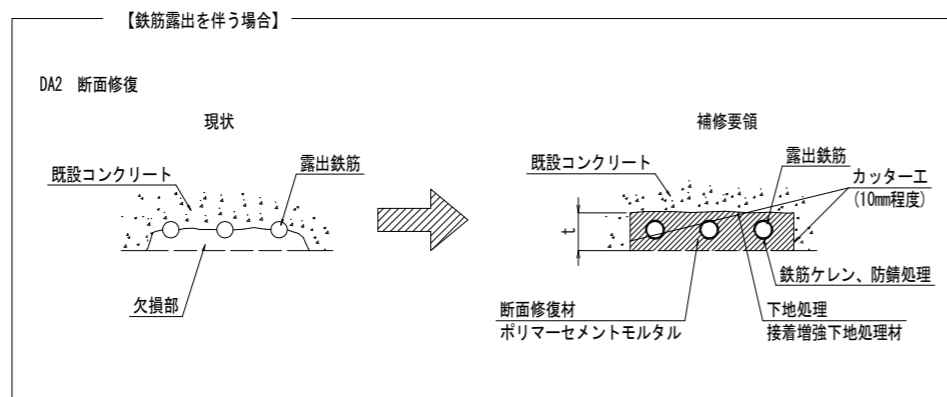 【鉄筋露出を伴う場合】
DA2 断面修復
現状
既設コンクリート
露出鉄筋
欠損部
補修要領
既設コンクリート
露出鉄筋
カッター工
(10mm程度)
t
鉄筋ケレン、防錆処理
断面修復材
ポリマーセメントモルタル
下地処理
接着増強下地処理材